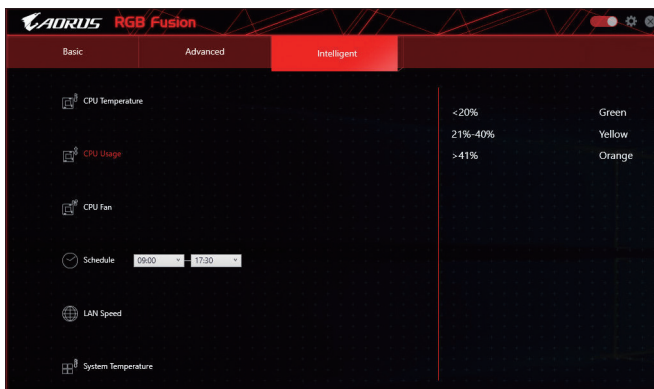 AORUS RGB Fusion
Basic Advanced Intelligent
CPU Temperature
CPU Usage
CPU Fan
Schedule 09:00 – 17:30
LAN Speed
System Temperature
<20% Green
21%-40% Yellow
>41% Orange